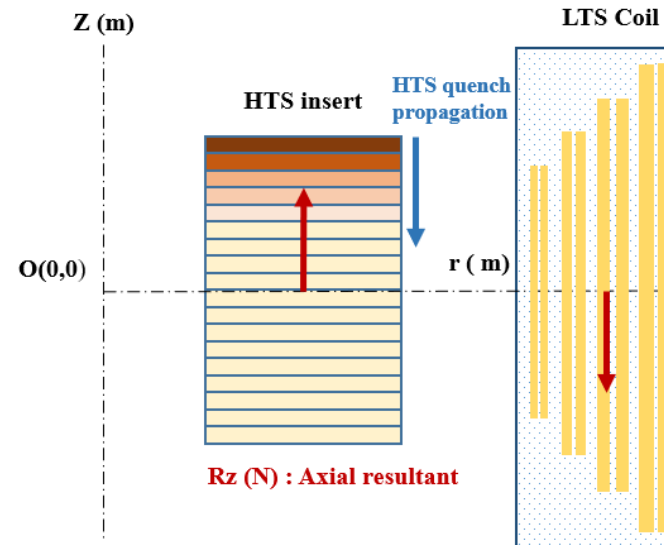 LTS Coil
Z (m)
HTS quench
propagation
HTS insert
O(0,0)
r ( m)
Rz (N) : Axial resultant